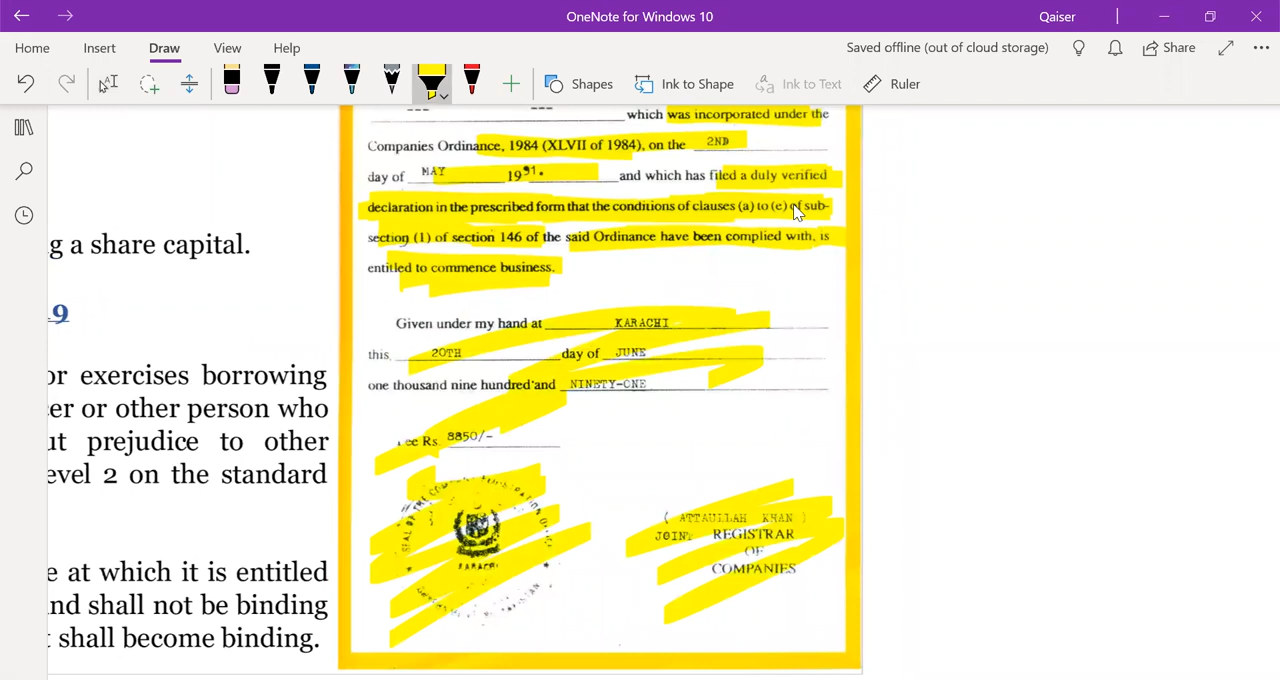 OneNote for Windows 10
Qaiser
Home Insert Draw View Help
Saved offline (out of cloud storage)
Share
Shapes
Ink to Shape
Ink to Text
Ruler
g a share capital.
9
or exercises borrowing
er or other person who
ut prejudice to other
evel 2 on the standard
e at which it is entitled
nd shall not be binding
t shall become binding.
--- --- which was incorporated under the
Companies Ordinance, 1984 (XLVII of 1984), on the 2ND
day of MAY 1991. and which has filed a duly verified
declaration in the prescribed form that the conditions of clauses (a) to (e) of sub-
section (1) of section 146 of the said Ordinance have been complied with, is
entitled to commence business.
Given under my hand at KARACHI
this 20TH day of JUNE
one thousand nine hundred and NINETY-ONE
Fee Rs. 8850/-
SEAL OF THE
KARACHI
( ATTAULLAH KHAN )
JOINT REGISTRAR
OF
COMPANIES